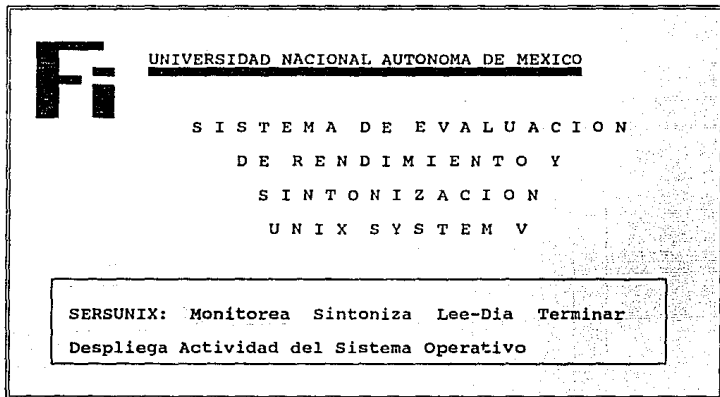 Fi
UNIVERSIDAD NACIONAL AUTONOMA DE MEXICO
S I S T E M A  D E  E V A L U A C I O N
D E  R E N D I M I E N T O  Y
S I N T O N I Z A C I O N
U N I X  S Y S T E M  V
SERSUNIX: Monitorea Sintoniza Lee-Dia Terminar
Despliega Actividad del Sistema Operativo